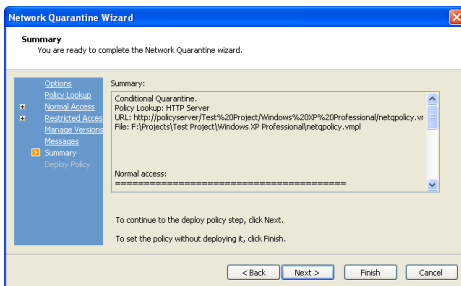 Network Quarantine Wizard
Summary
You are ready to complete the Network Quarantine wizard.
Options
Policy Lookup
Normal Access
Restricted Acces
Manage Versions
Messages
Summary
Deploy Policy
Summary:
Conditional Quarantine.
Policy Lookup: HTTP Server
URL: http://policyserver/Test%20Project/Windows%20XP%20Professional/netqpolicy.vr
File: F:\Projects\Test Project\Windows XP Professional\netqpolicy.vmpl
Normal access:
==========================================
To continue to the deploy policy step, click Next.
To set the policy without deploying it, click Finish.
< Back
Next >
Finish
Cancel